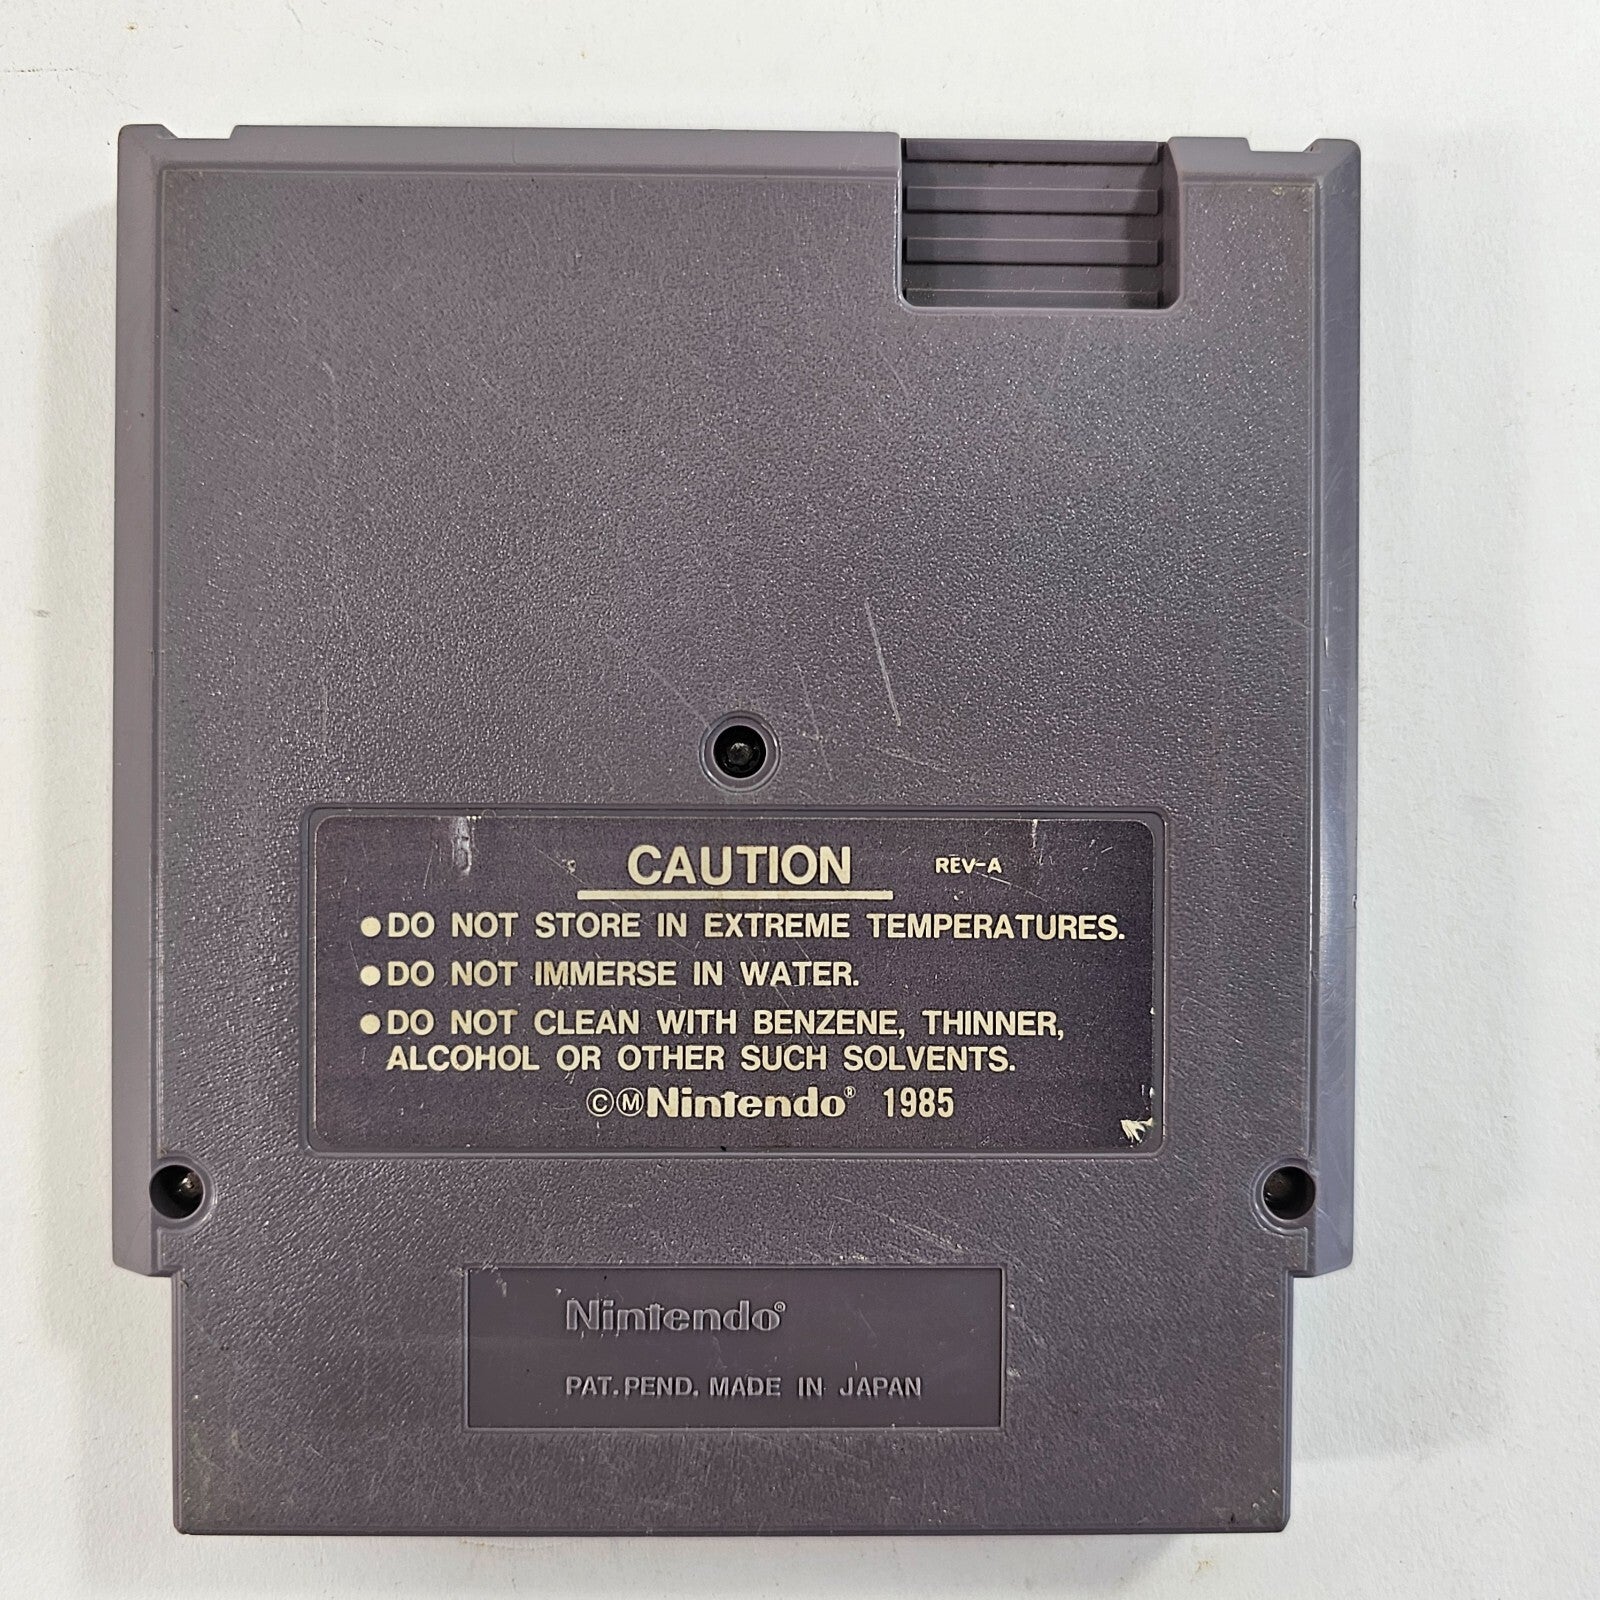 CAUTION REV-A
●DO NOT STORE IN EXTREME TEMPERATURES.
●DO NOT IMMERSE IN WATER.
●DO NOT CLEAN WITH BENZENE, THINNER,
ALCOHOL OR OTHER SUCH SOLVENTS.
©ⓂNintendo® 1985
Nintendo®
PAT. PEND. MADE IN JAPAN